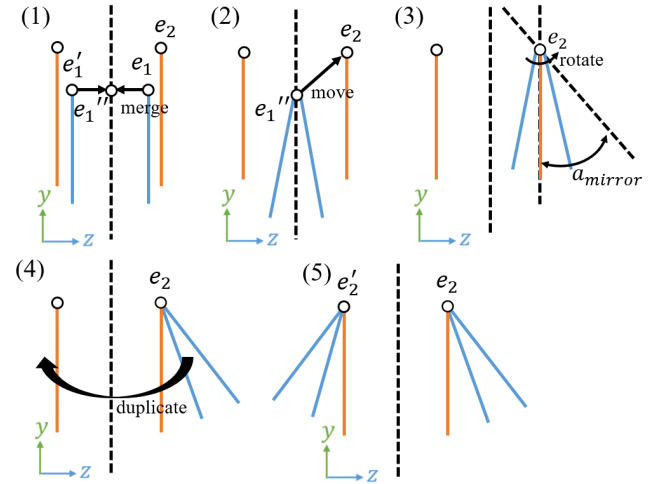 (1)
e₂
e₁′
e₁
e₁″
merge
y
z
(2)
e₂
e₁″
move
y
z
(3)
e₂
rotate
a_mirror
y
z
(4)
e₂
duplicate
y
z
(5)
e₂′
e₂
y
z